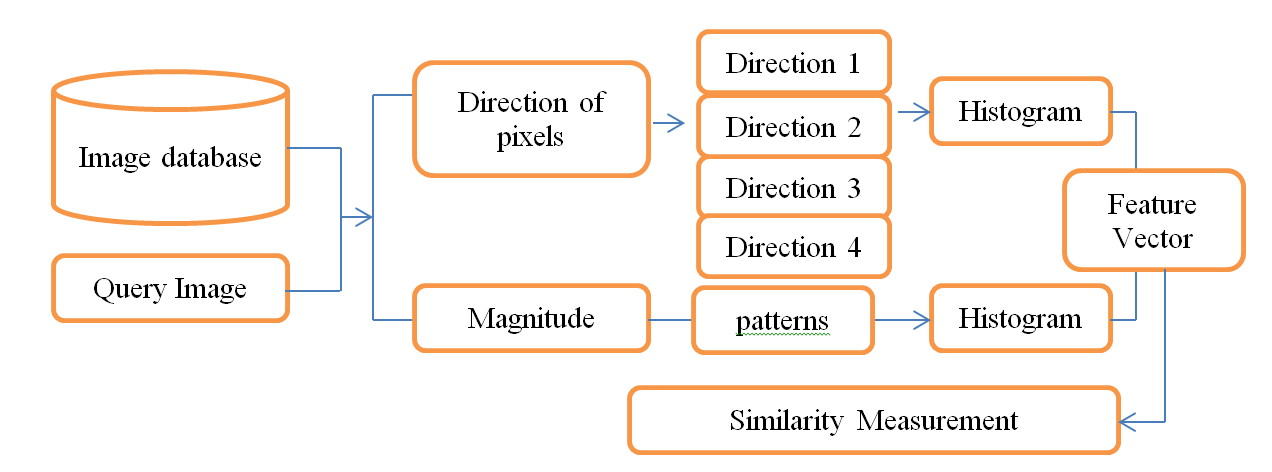 Image database
Query Image
Direction of
pixels
Magnitude
Direction 1
Direction 2
Direction 3
Direction 4
patterns
Histogram
Histogram
Feature
Vector
Similarity Measurement